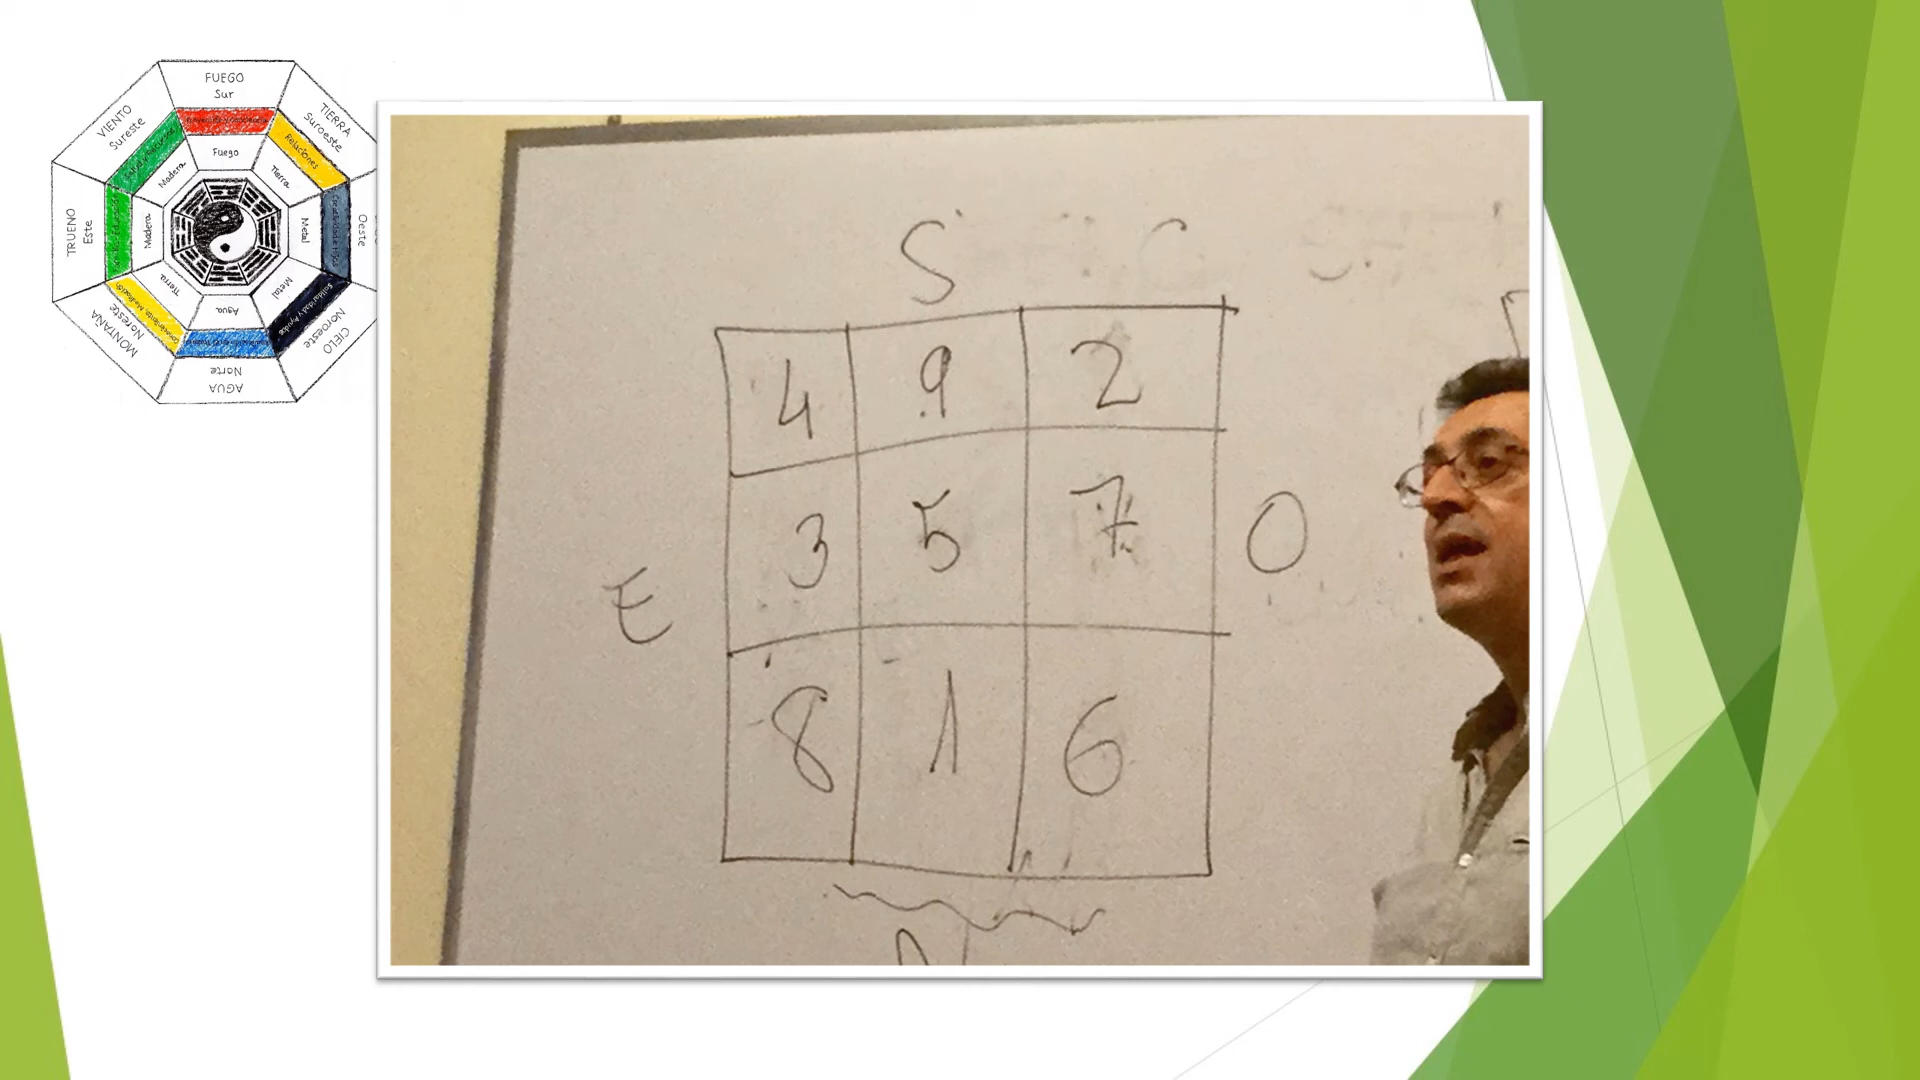 FUEGO
Sur
VIENTO
Sureste
TIERRA
Suroeste
Relaciones
Fuego
Madera
Tierra
TRUENO
Este
Madera
Metal
Oeste
Tierra
Agua
Metal
MONTAÑA
Noreste
Norte
AGUA
CIELO
Noroeste
S
4 9 2
E 3 5 7 O
8 1 6